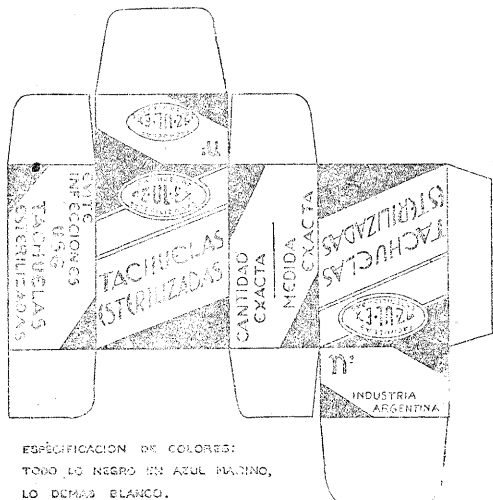 Nº
EVITE
INFECCIONES
USE
TACHUELAS
ESTERILIZADAS
TACHUELAS
ESTERILIZADAS
CANTIDAD
EXACTA
MEDIDA
EXACTA
TACHUELAS
ESTERILIZADAS
Nº
INDUSTRIA
ARGENTINA
ESPECIFICACION DE COLORES:
TODO LO NEGRO EN AZUL MARINO,
LO DEMAS BLANCO.